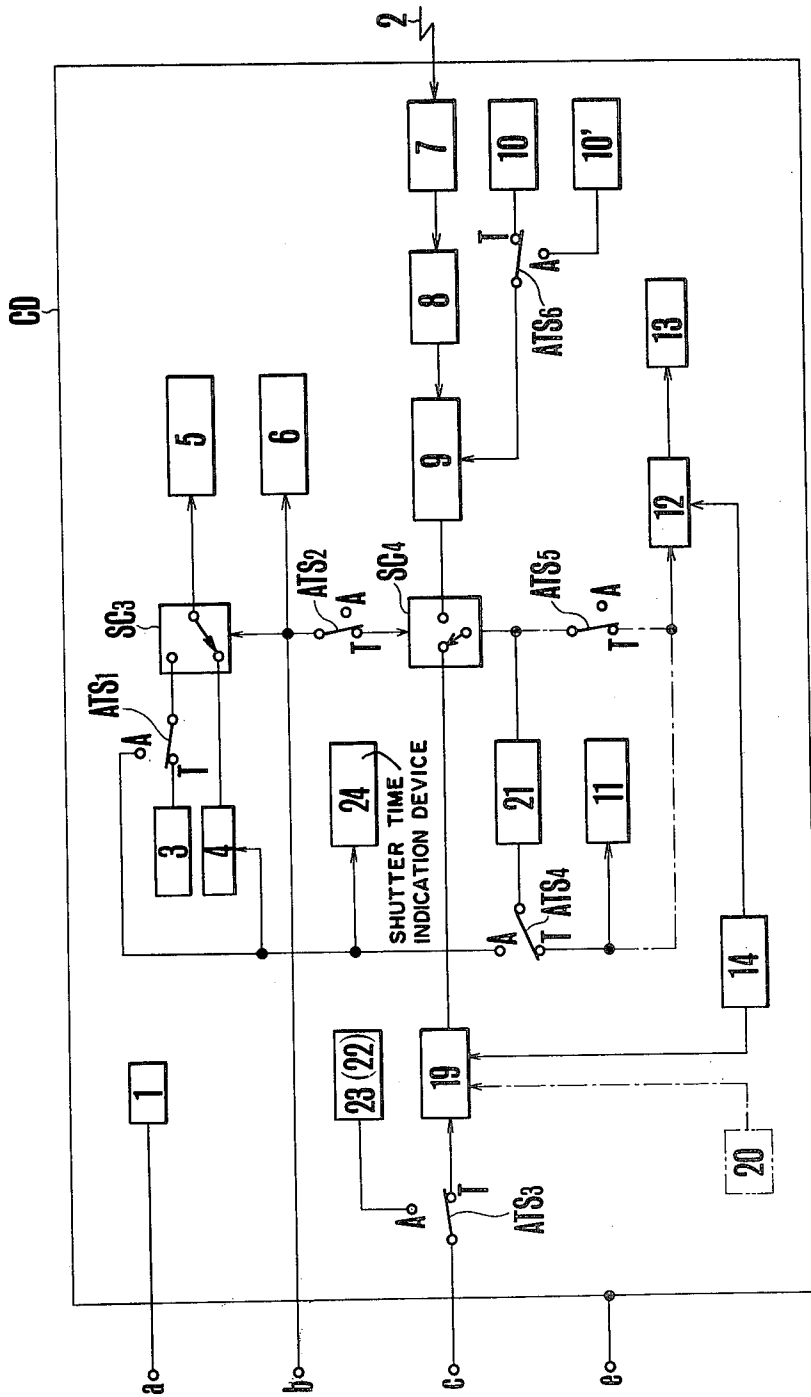 CD
2
1
ATS1
A
T
3
4
SC3
5
6
7
8
9
10
10'
T
A
ATS6
ATS2
A
T
SC4
24
SHUTTER TIME
INDICATION DEVICE
23 (22)
A
T
ATS3
19
20
A
T
ATS4
21
11
ATS5
A
T
12
13
14
a
b
c
e